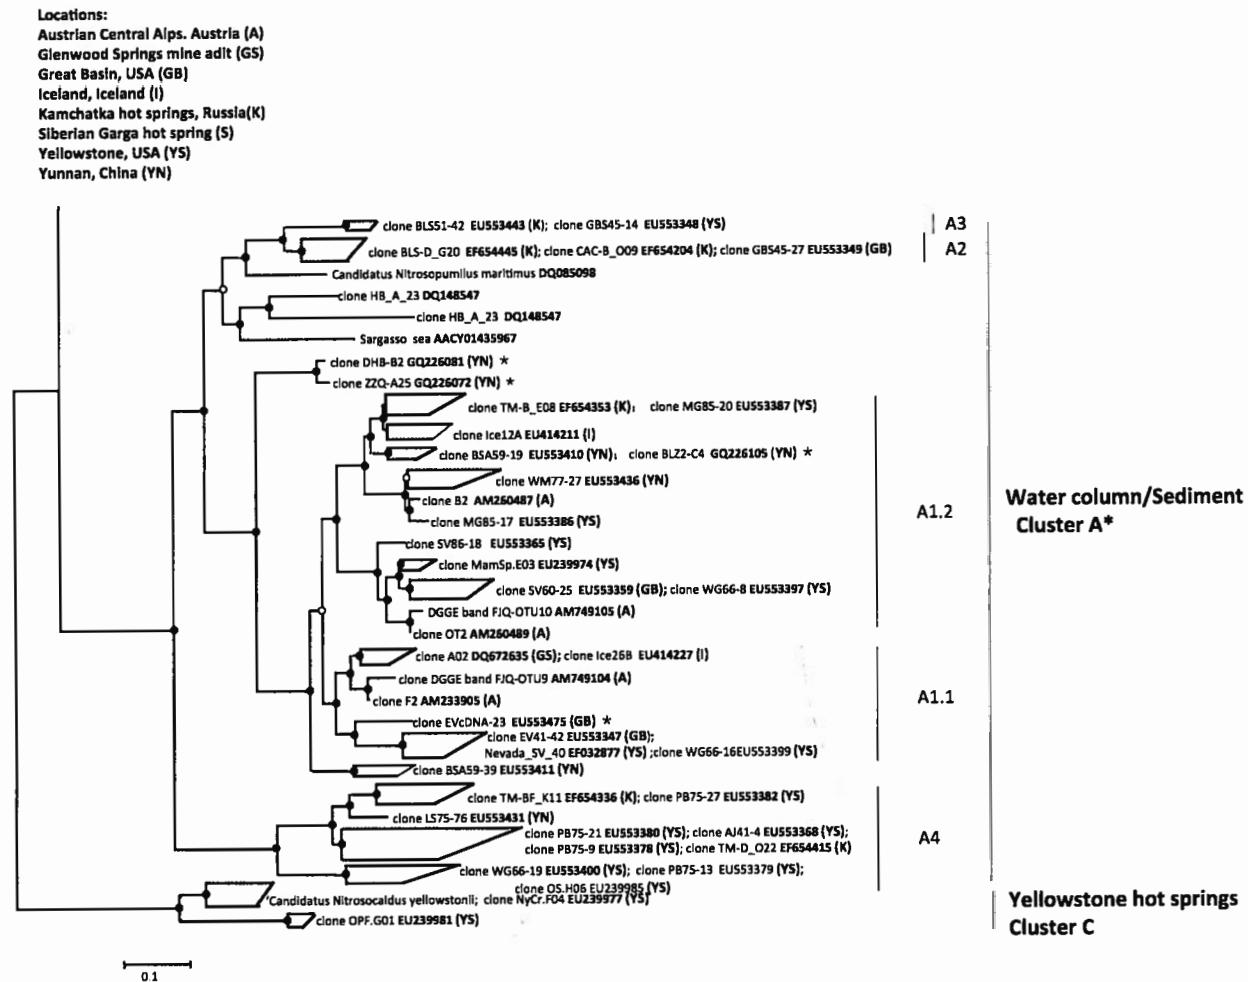 Locations:
Austrian Central Alps. Austria (A)
Glenwood Springs mine adit (GS)
Great Basin, USA (GB)
Iceland, Iceland (I)
Kamchatka hot springs, Russia(K)
Siberian Garga hot spring (S)
Yellowstone, USA (YS)
Yunnan, China (YN)
clone BLS51-42 EU553443 (K); clone GBS45-14 EU553348 (YS)
A3
clone BLS-D_G20 EF654445 (K); clone CAC-B_O09 EF654204 (K); clone GBS45-27 EU553349 (GB)
A2
Candidatus Nitrosopumilus maritimus DQ085098
clone HB_A_23 DQ148547
clone HB_A_23 DQ148547
Sargasso sea AACY01435967
clone DHB-B2 GQ226081 (YN) *
clone ZZQ-A25 GQ226072 (YN) *
clone TM-B_E08 EF654353 (K); clone MG85-20 EU553387 (YS)
clone Ice12A EU414211 (I)
clone BSA59-19 EU553410 (YN); clone BLZ2-C4 GQ226105 (YN) *
clone WM77-27 EU553436 (YN)
clone B2 AM260487 (A)
clone MG85-17 EU553386 (YS)
A1.2
clone SV86-18 EU553365 (YS)
clone MamSp.E03 EU239974 (YS)
clone SV60-25 EU553359 (GB); clone WG66-8 EU553397 (YS)
DGGE band FJQ-OTU10 AM749105 (A)
clone OT2 AM260489 (A)
Water column/Sediment
Cluster A*
clone A02 DQ672635 (GS); clone Ice26B EU414227 (I)
clone DGGE band FJQ-OTU9 AM749104 (A)
clone F2 AM233905 (A)
A1.1
clone EVcDNA-23 EU553475 (GB) *
clone EV41-42 EU553347 (GB);
Nevada_SV_40 EF032877 (YS) ;clone WG66-16EU553399 (YS)
clone BSA59-39 EU553411 (YN)
clone TM-BF_K11 EF654336 (K); clone PB75-27 EU553382 (YS)
clone LS75-76 EU553431 (YN)
clone PB75-21 EU553380 (YS); clone AJ41-4 EU553368 (YS);
clone PB75-9 EU553378 (YS); clone TM-D_O22 EF654415 (K)
A4
clone WG66-19 EU553400 (YS); clone PB75-13 EU553379 (YS);
clone OS.H06 EU239985 (YS)
'Candidatus Nitrosocaldus yellowstonii; clone NyCr.F04 EU239977 (YS)
clone OPF.G01 EU239981 (YS)
Yellowstone hot springs
Cluster C
0.1